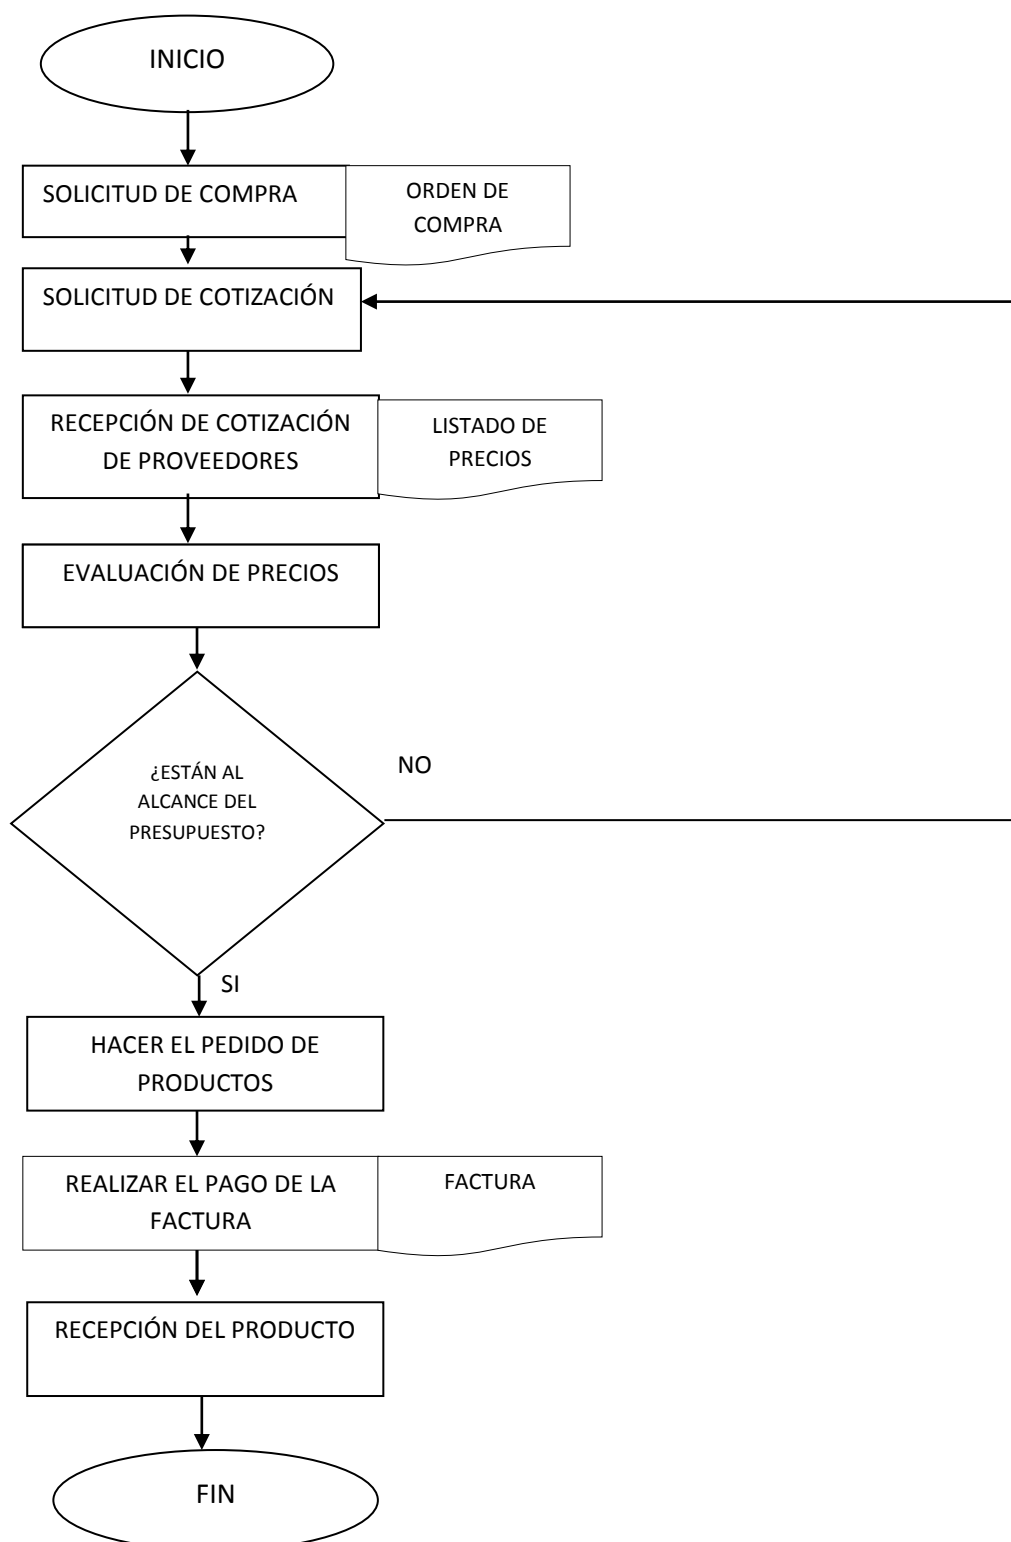 INICIO
SOLICITUD DE COMPRA
ORDEN DE
COMPRA
SOLICITUD DE COTIZACIÓN
RECEPCIÓN DE COTIZACIÓN
DE PROVEEDORES
LISTADO DE
PRECIOS
EVALUACIÓN DE PRECIOS
¿ESTÁN AL
ALCANCE DEL
PRESUPUESTO?
NO
SI
HACER EL PEDIDO DE
PRODUCTOS
REALIZAR EL PAGO DE LA
FACTURA
FACTURA
RECEPCIÓN DEL PRODUCTO
FIN